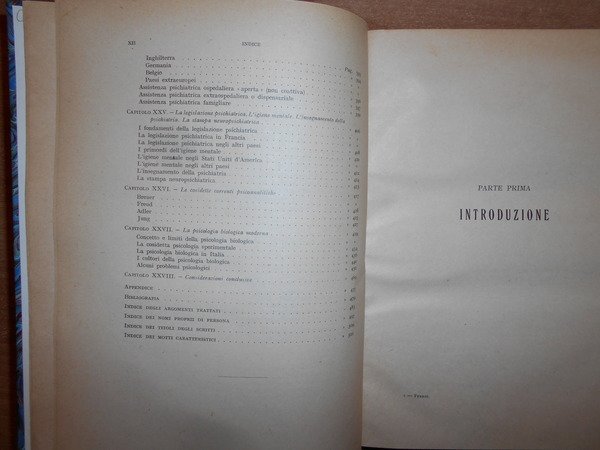 XII
INDICE
Pag.
Inghilterra
Germania
Belgio
Paesi extraeuropei
Assistenza psichiatrica ospedaliera « aperta » (non coattiva)
Assistenza psichiatrica extraospedaliera o dispensariale
Assistenza psichiatrica famigliare
CAPITOLO XXV. — La legislazione psichiatrica. L'igiene mentale. L'insegnamento della
psichiatria. La stampa neuropsichiatrica
I fondamenti della legislazione psichiatrica
La legislazione psichiatrica in Francia
La legislazione psichiatrica negli altri paesi
I primordi dell'igiene mentale
L'igiene mentale negli Stati Uniti d'America
L'igiene mentale negli altri paesi
L'insegnamento della psichiatria
La stampa neuropsichiatrica
CAPITOLO XXVI. — Le cosidette correnti psicoanalitiche
Breuer
Freud
Adler
Jung
CAPITOLO XXVII. — La psicologia biologica moderna
Concetto e limiti della psicologia biologica
La cosidetta psicologia sperimentale
La psicologia biologica in Italia
I cultori della psicologia biologica
Alcuni problemi psicologici
CAPITOLO XXVIII. — Considerazioni conclusive
APPENDICE
BIBLIOGRAFIA
INDICE DEGLI ARGOMENTI TRATTATI
INDICE DEI NOMI PROPRII DI PERSONA
INDICE DEI TITOLI DEGLI SCRITTI
INDICE DEI MOTTI CARATTERISTICI
PARTE PRIMA
INTRODUZIONE